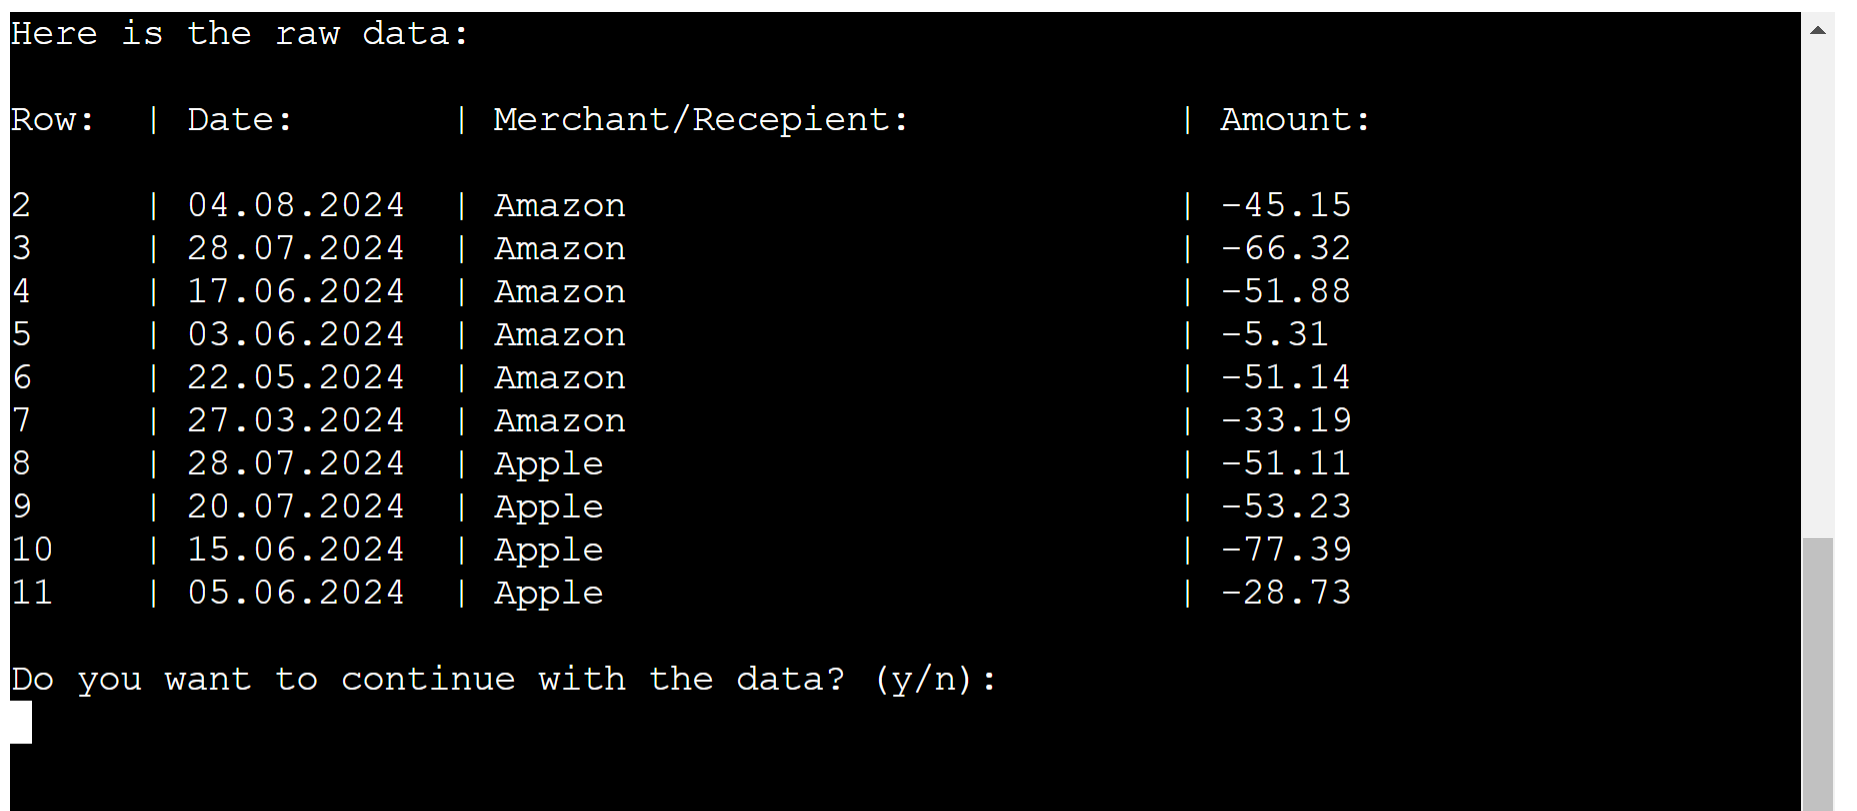 Here is the raw data:
Row: | Date: | Merchant/Recepient: | Amount:
2 | 04.08.2024 | Amazon | -45.15
3 | 28.07.2024 | Amazon | -66.32
4 | 17.06.2024 | Amazon | -51.88
5 | 03.06.2024 | Amazon | -5.31
6 | 22.05.2024 | Amazon | -51.14
7 | 27.03.2024 | Amazon | -33.19
8 | 28.07.2024 | Apple | -51.11
9 | 20.07.2024 | Apple | -53.23
10 | 15.06.2024 | Apple | -77.39
11 | 05.06.2024 | Apple | -28.73
Do you want to continue with the data? (y/n):